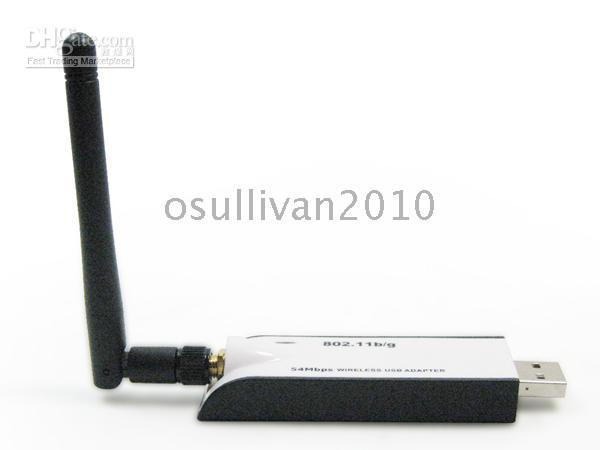 DHgate.com
Fast Trading Marketplace
osullivan2010
802.11b/g
54Mbps WIRELESS USB ADAPTER